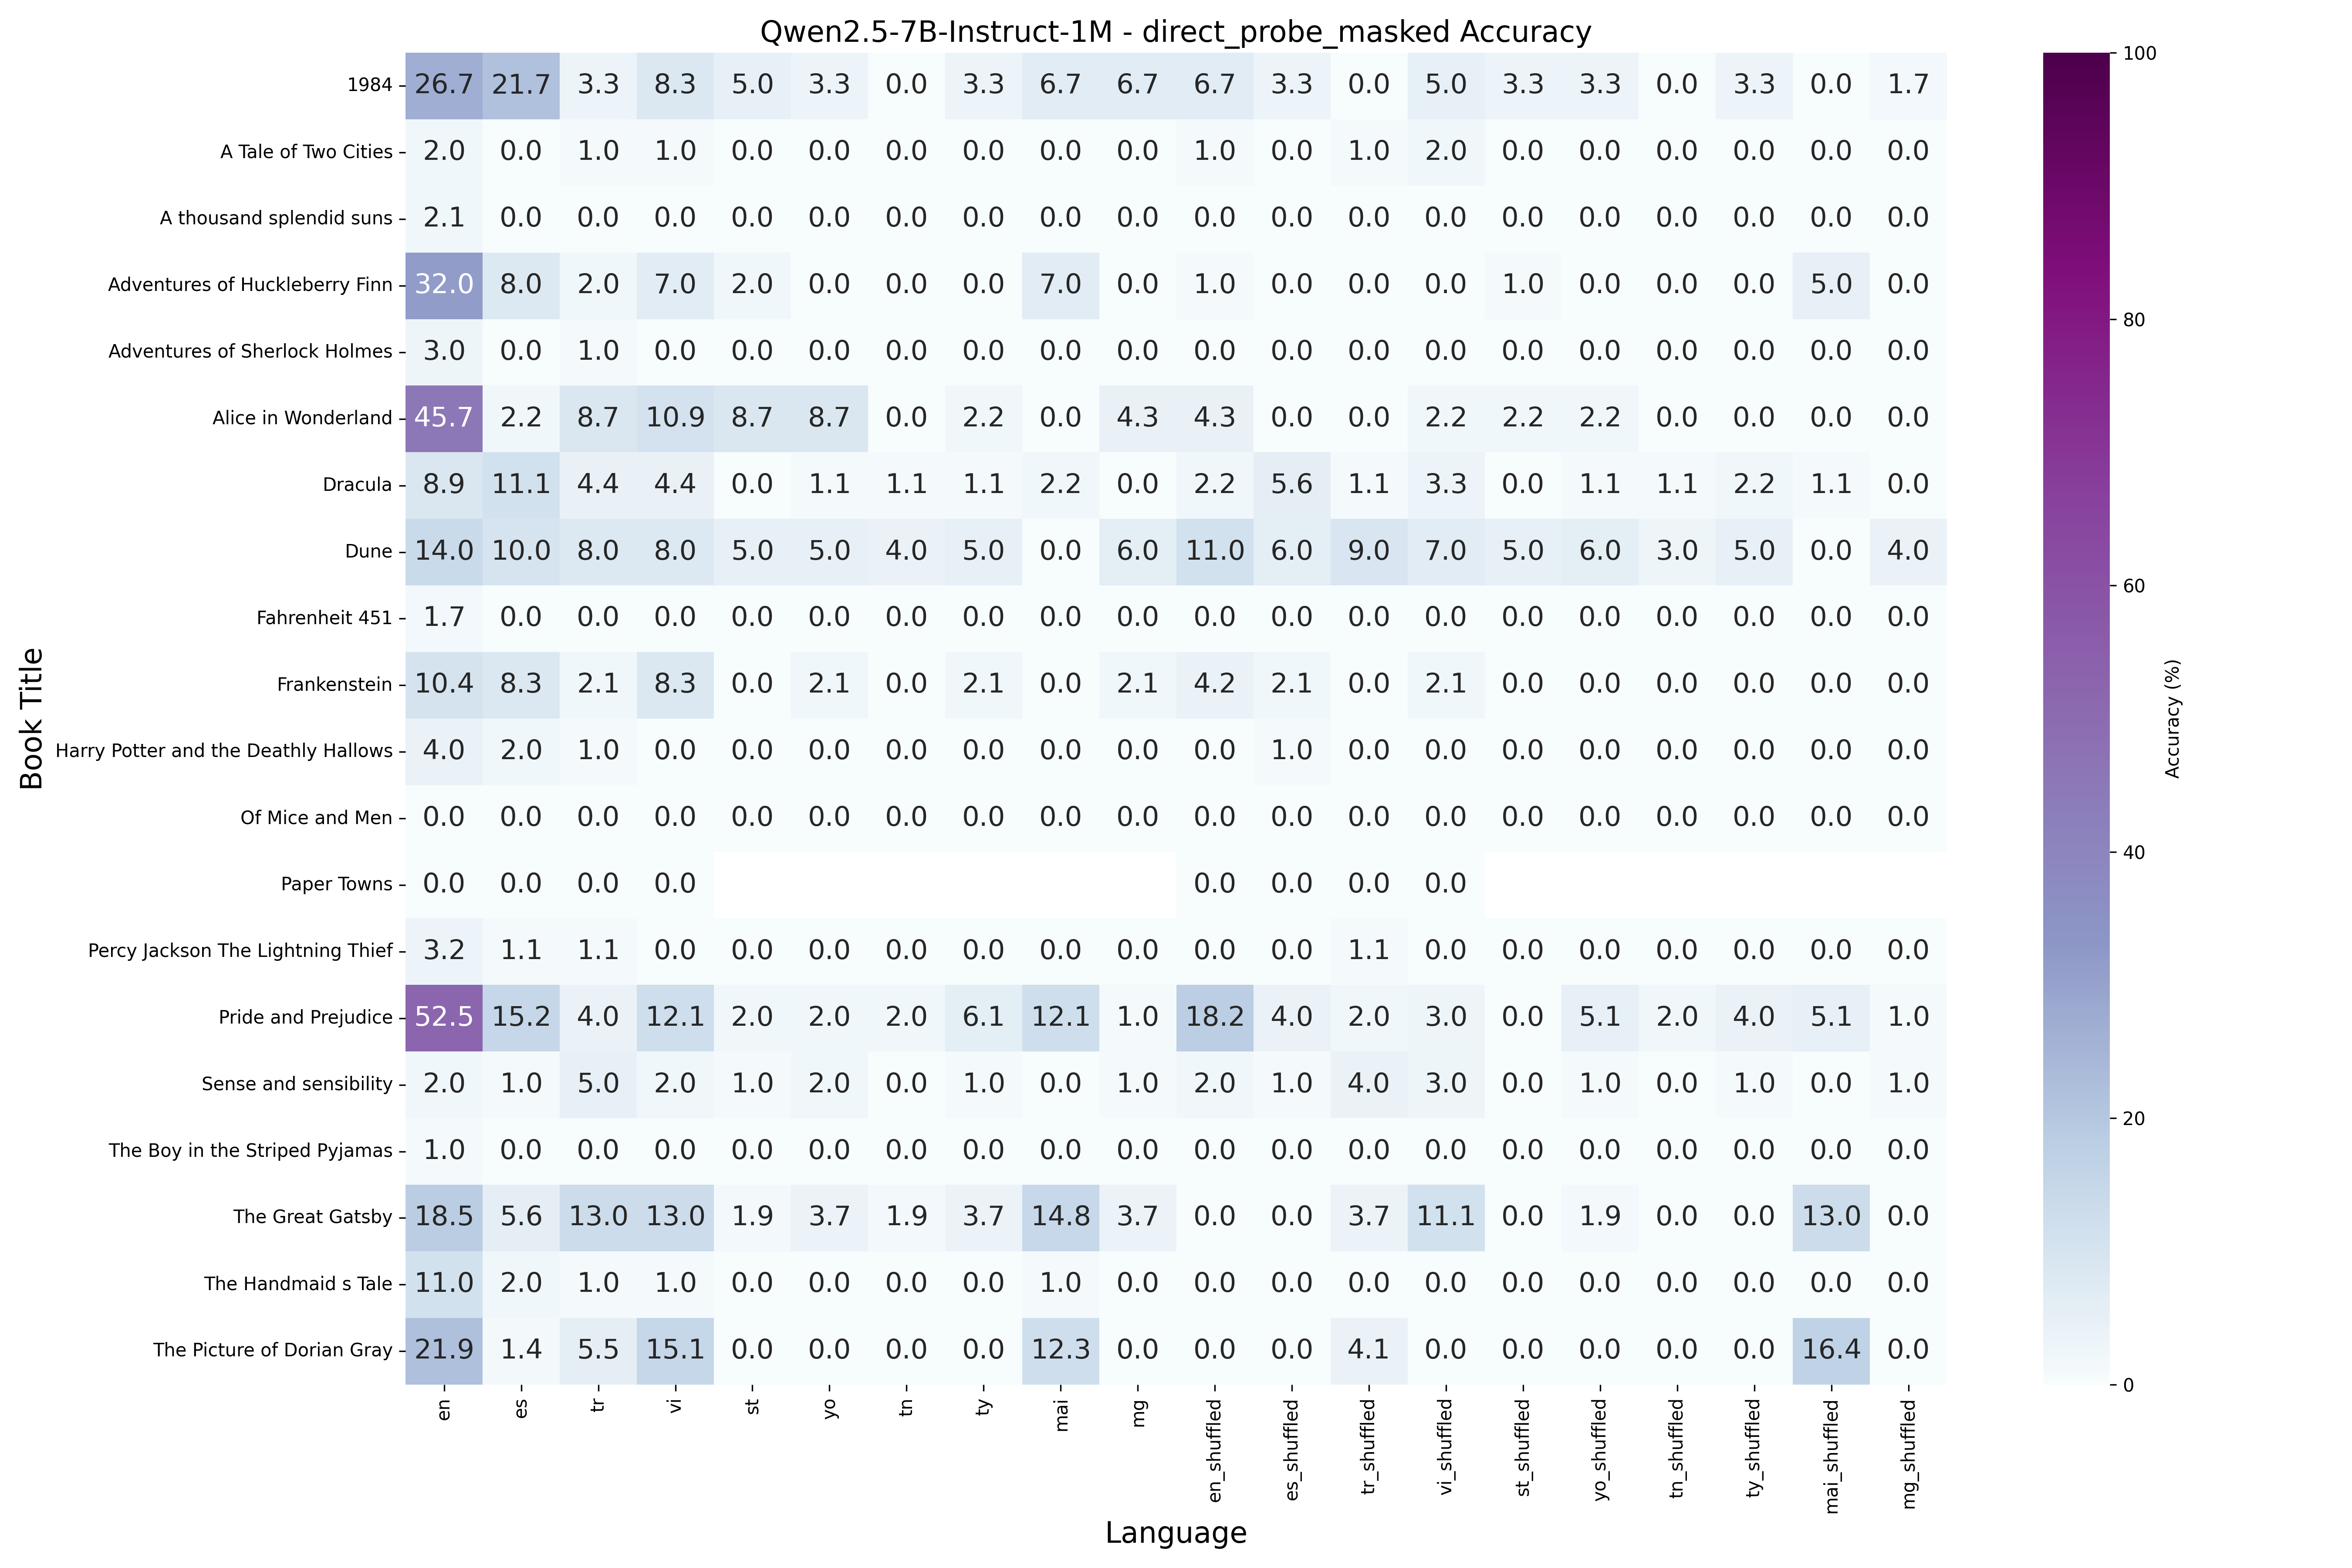 Qwen2.5-7B-Instruct-1M - direct_probe_masked Accuracy
Book Title
1984 26.7 21.7 3.3 8.3 5.0 3.3 0.0 3.3 6.7 6.7 6.7 3.3 0.0 5.0 3.3 3.3 0.0 3.3 0.0 1.7
A Tale of Two Cities 2.0 0.0 1.0 1.0 0.0 0.0 0.0 0.0 0.0 0.0 1.0 0.0 1.0 2.0 0.0 0.0 0.0 0.0 0.0 0.0
A thousand splendid suns 2.1 0.0 0.0 0.0 0.0 0.0 0.0 0.0 0.0 0.0 0.0 0.0 0.0 0.0 0.0 0.0 0.0 0.0 0.0 0.0
Adventures of Huckleberry Finn 32.0 8.0 2.0 7.0 2.0 0.0 0.0 0.0 7.0 0.0 1.0 0.0 0.0 0.0 1.0 0.0 0.0 0.0 5.0 0.0
Adventures of Sherlock Holmes 3.0 0.0 1.0 0.0 0.0 0.0 0.0 0.0 0.0 0.0 0.0 0.0 0.0 0.0 0.0 0.0 0.0 0.0 0.0 0.0
Alice in Wonderland 45.7 2.2 8.7 10.9 8.7 8.7 0.0 2.2 0.0 4.3 4.3 0.0 0.0 2.2 2.2 2.2 0.0 0.0 0.0 0.0
Dracula 8.9 11.1 4.4 4.4 0.0 1.1 1.1 1.1 2.2 0.0 2.2 5.6 1.1 3.3 0.0 1.1 1.1 2.2 1.1 0.0
Dune 14.0 10.0 8.0 8.0 5.0 5.0 4.0 5.0 0.0 6.0 11.0 6.0 9.0 7.0 5.0 6.0 3.0 5.0 0.0 4.0
Fahrenheit 451 1.7 0.0 0.0 0.0 0.0 0.0 0.0 0.0 0.0 0.0 0.0 0.0 0.0 0.0 0.0 0.0 0.0 0.0 0.0 0.0
Frankenstein 10.4 8.3 2.1 8.3 0.0 2.1 0.0 2.1 0.0 2.1 4.2 2.1 0.0 2.1 0.0 0.0 0.0 0.0 0.0 0.0
Harry Potter and the Deathly Hallows 4.0 2.0 1.0 0.0 0.0 0.0 0.0 0.0 0.0 0.0 0.0 1.0 0.0 0.0 0.0 0.0 0.0 0.0 0.0 0.0
Of Mice and Men 0.0 0.0 0.0 0.0 0.0 0.0 0.0 0.0 0.0 0.0 0.0 0.0 0.0 0.0 0.0 0.0 0.0 0.0 0.0 0.0
Paper Towns 0.0 0.0 0.0 0.0 0.0 0.0 0.0 0.0
Percy Jackson The Lightning Thief 3.2 1.1 1.1 0.0 0.0 0.0 0.0 0.0 0.0 0.0 0.0 0.0 1.1 0.0 0.0 0.0 0.0 0.0 0.0 0.0
Pride and Prejudice 52.5 15.2 4.0 12.1 2.0 2.0 2.0 6.1 12.1 1.0 18.2 4.0 2.0 3.0 0.0 5.1 2.0 4.0 5.1 1.0
Sense and sensibility 2.0 1.0 5.0 2.0 1.0 2.0 0.0 1.0 0.0 1.0 2.0 1.0 4.0 3.0 0.0 1.0 0.0 1.0 0.0 1.0
The Boy in the Striped Pyjamas 1.0 0.0 0.0 0.0 0.0 0.0 0.0 0.0 0.0 0.0 0.0 0.0 0.0 0.0 0.0 0.0 0.0 0.0 0.0 0.0
The Great Gatsby 18.5 5.6 13.0 13.0 1.9 3.7 1.9 3.7 14.8 3.7 0.0 0.0 3.7 11.1 0.0 1.9 0.0 0.0 13.0 0.0
The Handmaid s Tale 11.0 2.0 1.0 1.0 0.0 0.0 0.0 0.0 1.0 0.0 0.0 0.0 0.0 0.0 0.0 0.0 0.0 0.0 0.0 0.0
The Picture of Dorian Gray 21.9 1.4 5.5 15.1 0.0 0.0 0.0 0.0 12.3 0.0 0.0 0.0 4.1 0.0 0.0 0.0 0.0 0.0 16.4 0.0
en es tr vi st yo tn ty mai mg en_shuffled es_shuffled tr_shuffled vi_shuffled st_shuffled yo_shuffled tn_shuffled ty_shuffled mai_shuffled mg_shuffled
Language
100
80
60
40
20
0
Accuracy (%)